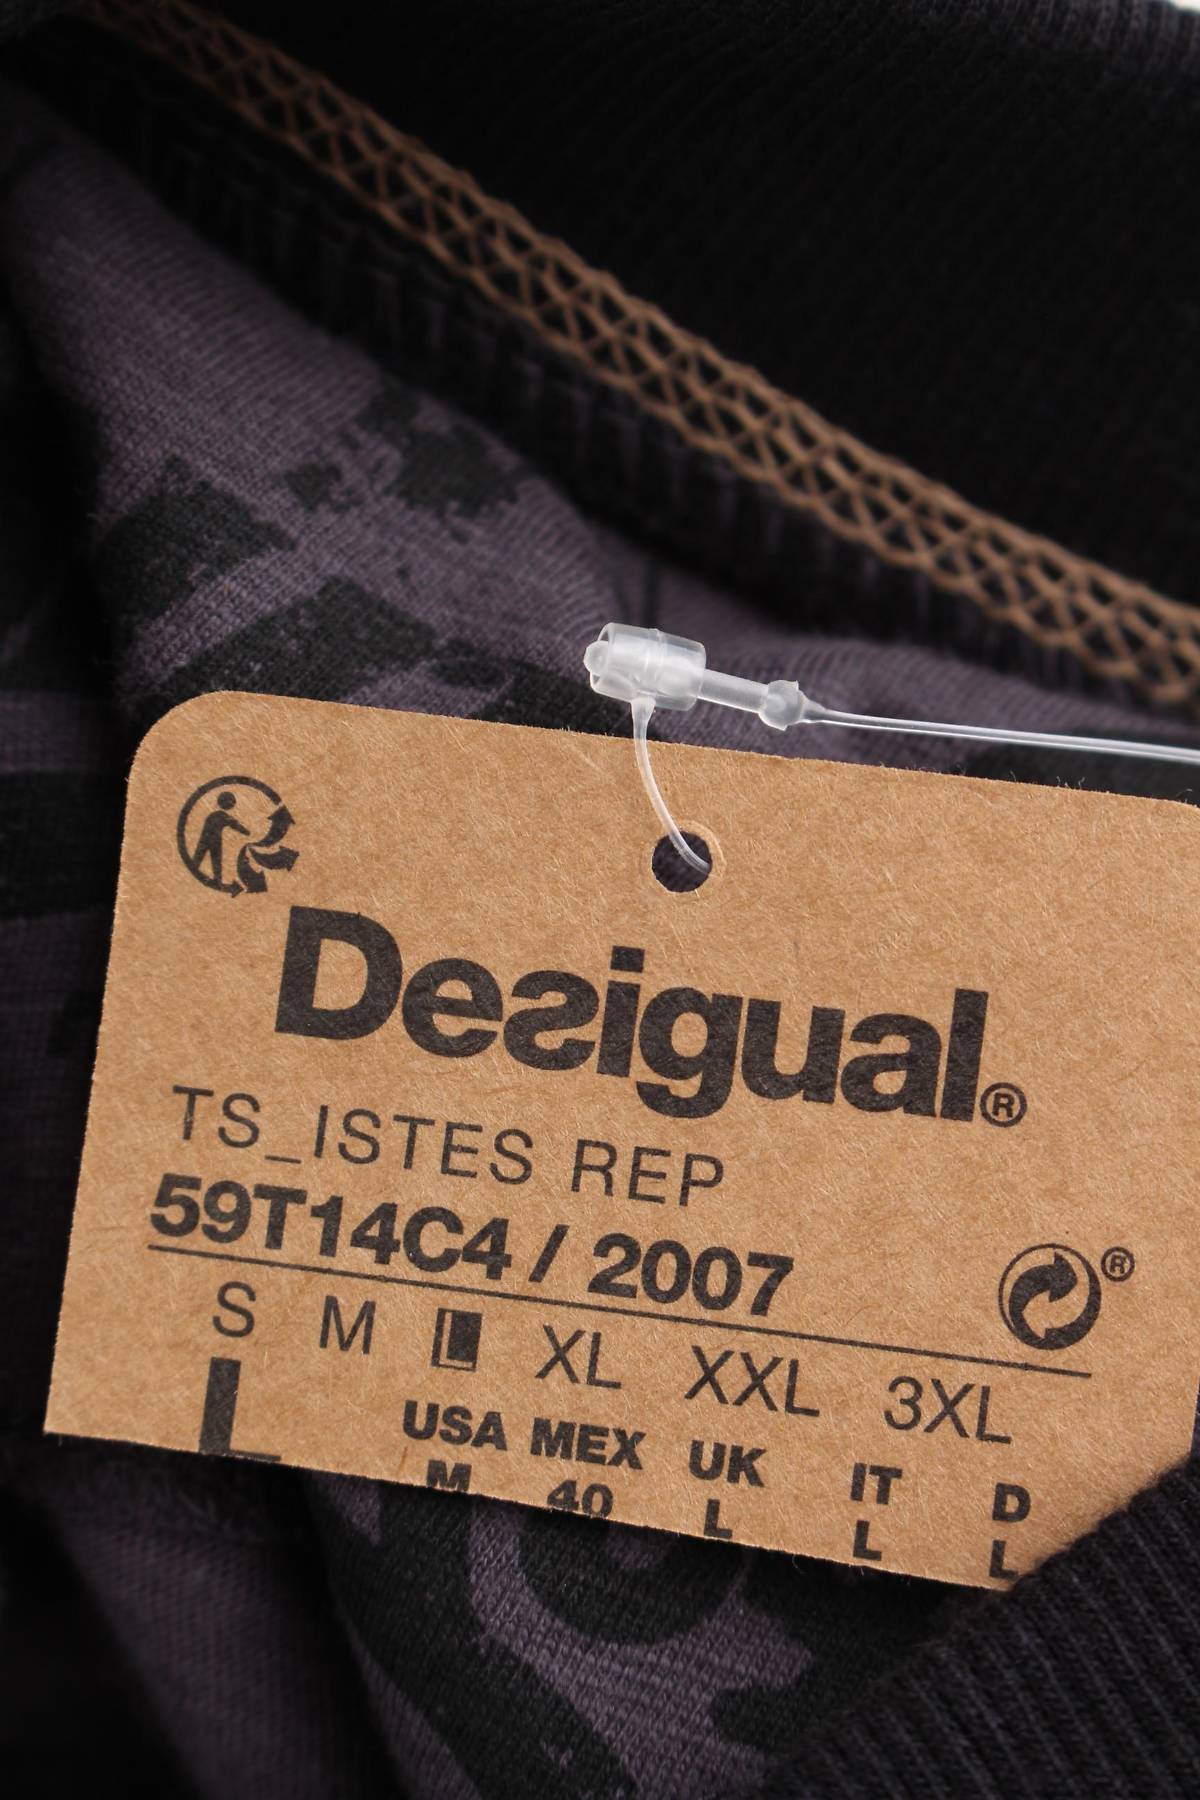 Desigual®
TS_ISTES REP
59T14C4 / 2007
®
S M L XL XXL 3XL
L USA MEX UK IT D
M 40 L L L